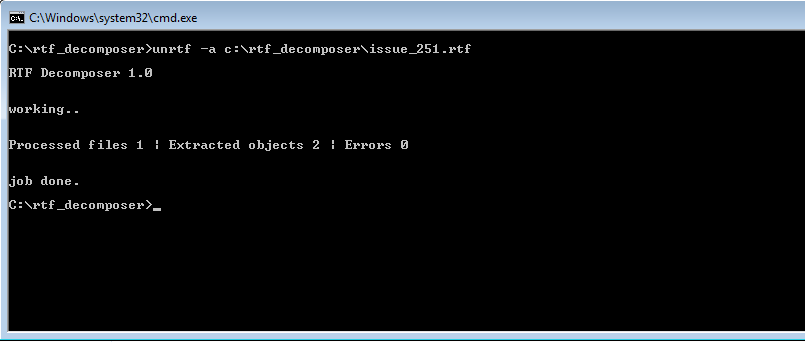 C:\Windows\system32\cmd.exe
C:\rtf_decomposer>unrtf -a c:\rtf_decomposer\issue_251.rtf
RTF Decomposer 1.0
working..
Processed files 1 ¦ Extracted objects 2 ¦ Errors 0
job done.
C:\rtf_decomposer>_